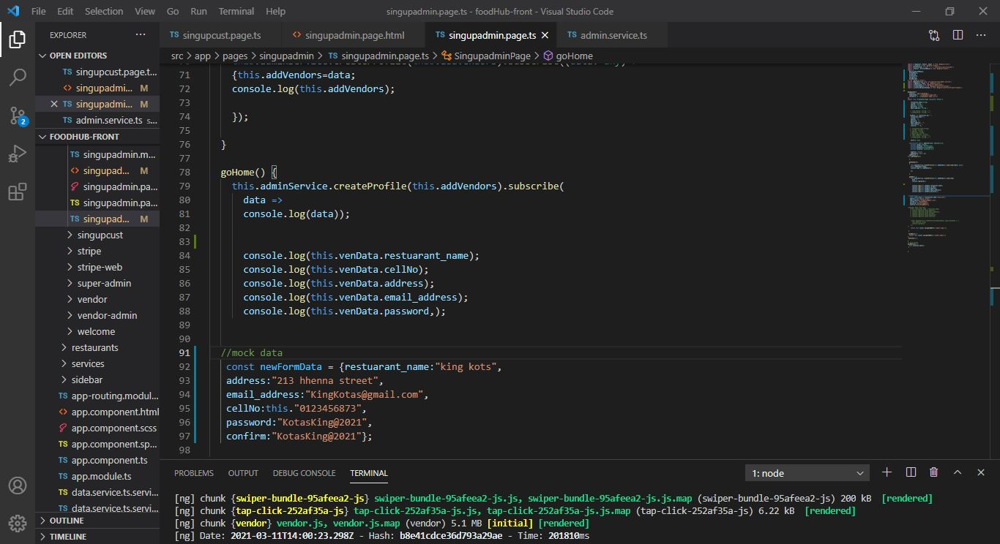 File Edit Selection View Go Run Terminal Help
singupadmin.page.ts - foodHub-front - Visual Studio Code
EXPLORER
TS singupcust.page.ts
<> singupadmin.page.html
TS singupadmin.page.ts
TS admin.service.ts
OPEN EDITORS
src > app > pages > singupadmin > TS singupadmin.page.ts > SingupadminPage > goHome
TS singupcust.page.t...
<> singupadmi... M
TS singupadmi... M
TS admin.service.ts s...
2
FOODHUB-FRONT
TS singupadmin.m...
<> singupad... M
singupadmin.pa...
TS singupadmin.pa...
TS singupad... M
singupcust
stripe
stripe-web
super-admin
vendor
vendor-admin
welcome
restaurants
services
sidebar
TS app-routing.modul...
<> app.component.html
app.component.scss
TS app.component.sp...
TS app.component.ts
TS app.module.ts
TS data.service.ts.servi...
TS data.service.ts.servi...
OUTLINE
TIMELINE
71 {this.addVendors=data;
72 console.log(this.addVendors);
73
74 });
75
76 }
77
78 goHome() {
79 this.adminService.createProfile(this.addVendors).subscribe(
80 data =>
81 console.log(data));
82
83
84 console.log(this.venData.restuarant_name);
85 console.log(this.venData.cellNo);
86 console.log(this.venData.address);
87 console.log(this.venData.email_address);
88 console.log(this.venData.password,);
89
90
91 //mock data
92 const newFormData = {restuarant_name:"king kots",
93 address:"213 hhenna street",
94 email_address:"KingKotas@gmail.com",
95 cellNo:this."0123456873",
96 password:"KotasKing@2021",
97 confirm:"KotasKing@2021"};
98
PROBLEMS OUTPUT DEBUG CONSOLE TERMINAL
1: node
[ng] chunk {swiper-bundle-95afeea2-js} swiper-bundle-95afeea2-js.js, swiper-bundle-95afeea2-js.js.map (swiper-bundle-95afeea2-js) 200 kB [rendered]
[ng] chunk {tap-click-252af35a-js} tap-click-252af35a-js.js, tap-click-252af35a-js.js.map (tap-click-252af35a-js) 6.22 kB [rendered]
[ng] chunk {vendor} vendor.js, vendor.js.map (vendor) 5.1 MB [initial] [rendered]
[ng] Date: 2021-03-11T14:00:23.298Z - Hash: b8e41cdce36d793a29ae - Time: 201810ms